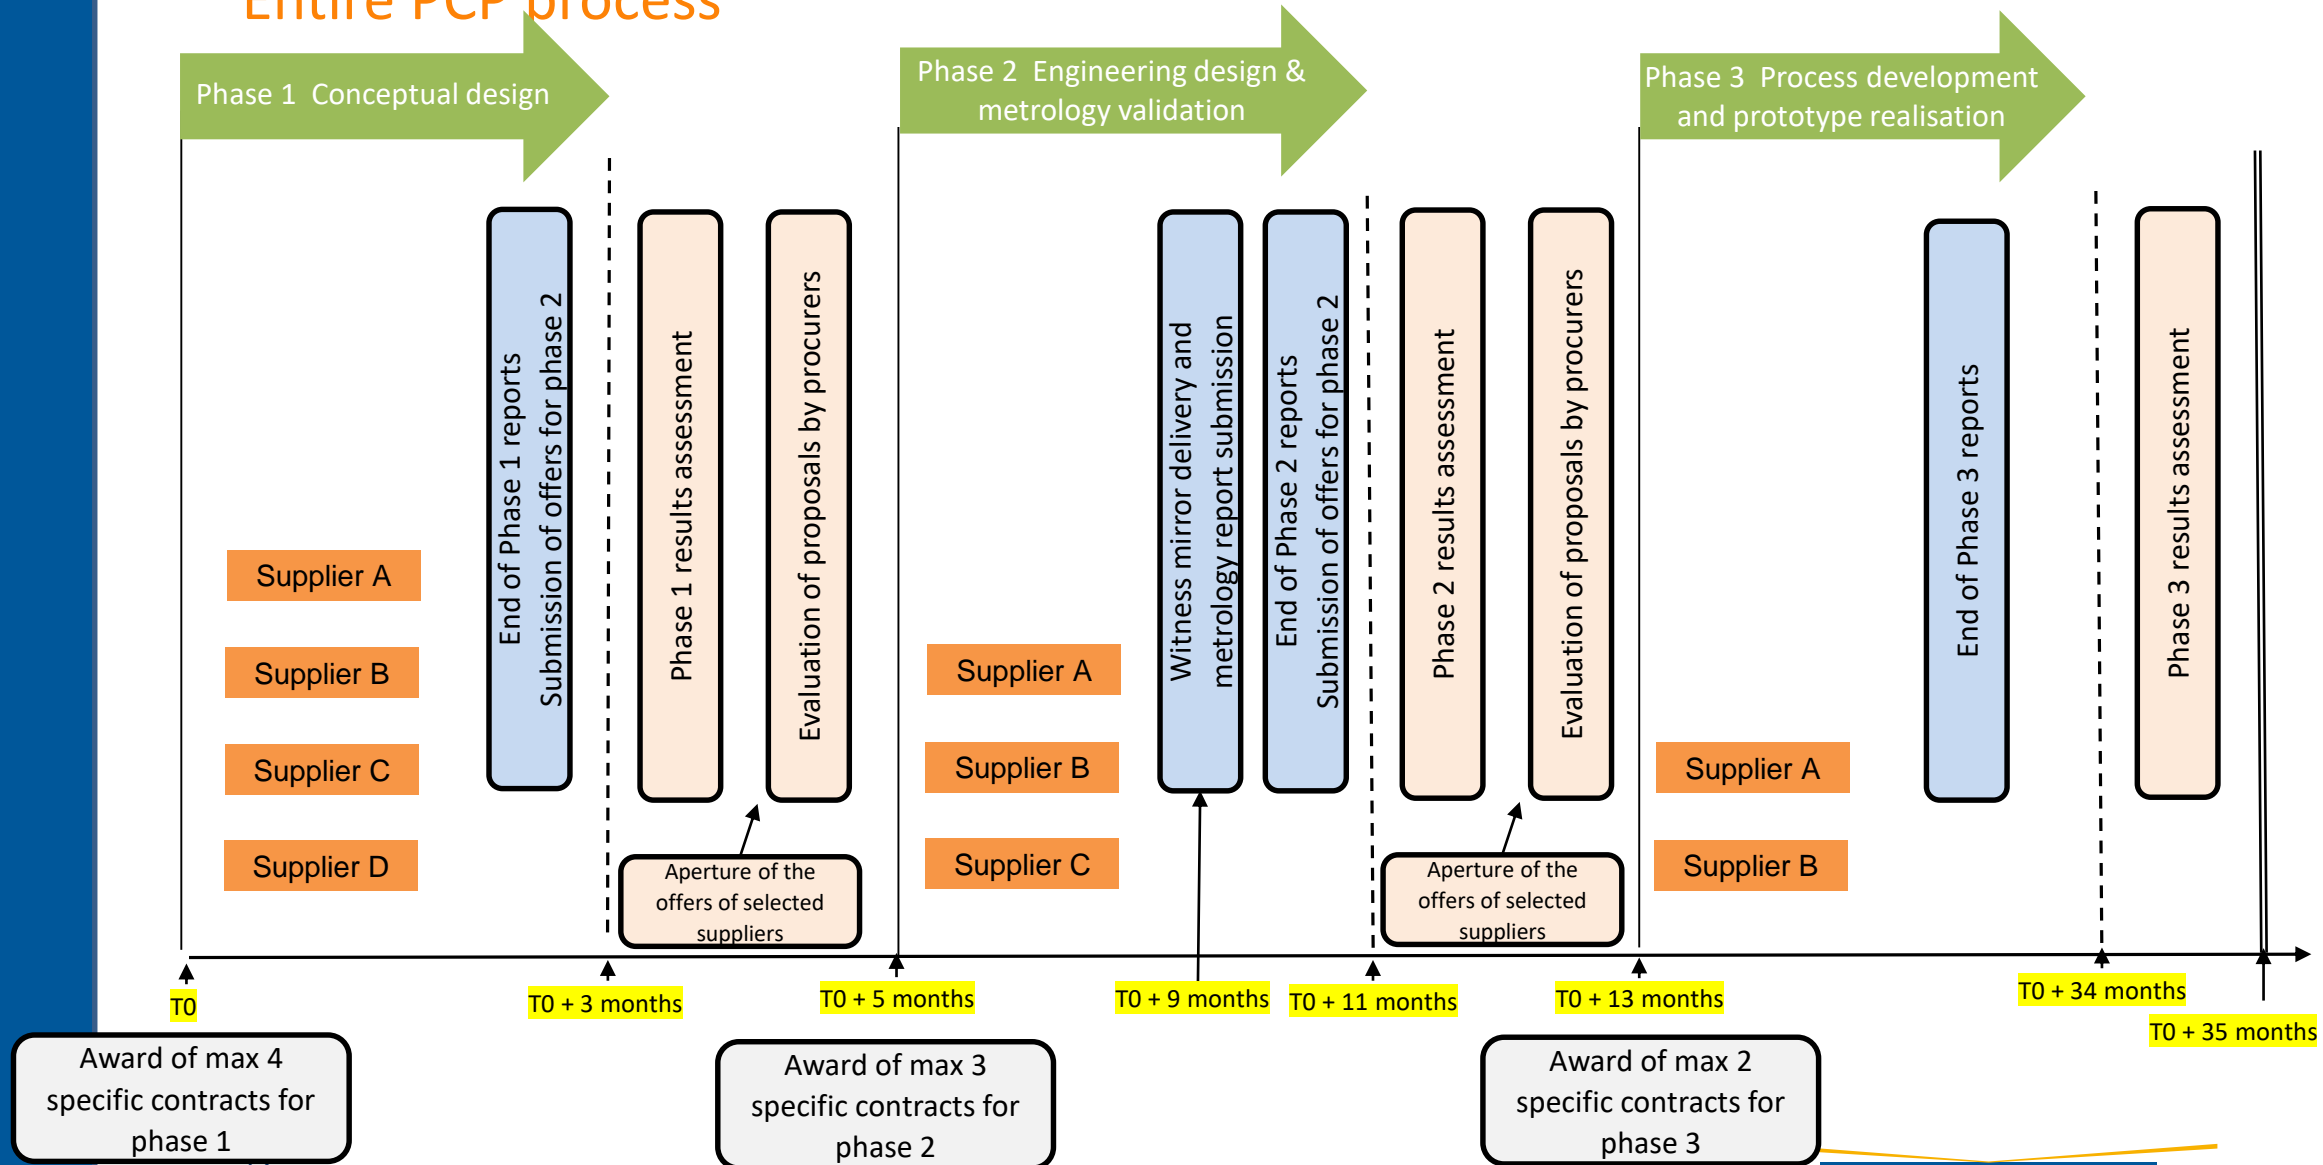 Entire PCP process
Phase 1 Conceptual design
Phase 2 Engineering design &
metrology validation
Phase 3 Process development
and prototype realisation
End of Phase 1 reports
Submission of offers for phase 2
Phase 1 results assessment
Evaluation of proposals by procurers
Witness mirror delivery and
metrology report submission
End of Phase 2 reports
Submission of offers for phase 2
Phase 2 results assessment
Evaluation of proposals by procurers
End of Phase 3 reports
Phase 3 results assessment
Supplier A
Supplier B
Supplier C
Supplier D
Supplier A
Supplier B
Supplier C
Supplier A
Supplier B
Aperture of the
offers of selected
suppliers
Aperture of the
offers of selected
suppliers
T0
T0 + 3 months
T0 + 5 months
T0 + 9 months
T0 + 11 months
T0 + 13 months
T0 + 34 months
T0 + 35 months
Award of max 4
specific contracts for
phase 1
Award of max 3
specific contracts for
phase 2
Award of max 2
specific contracts for
phase 3